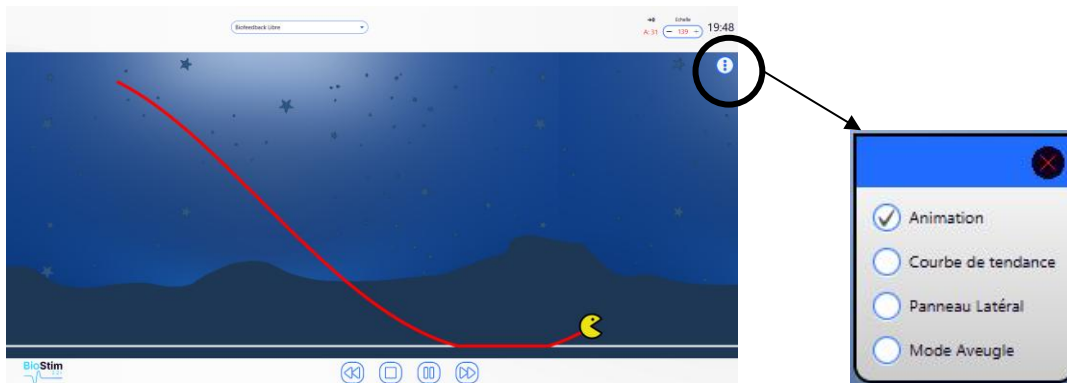 Biofeedback Libre
Echelle
A: 31 − 139 + 19:48
BioStim
Animation
Courbe de tendance
Panneau Latéral
Mode Aveugle